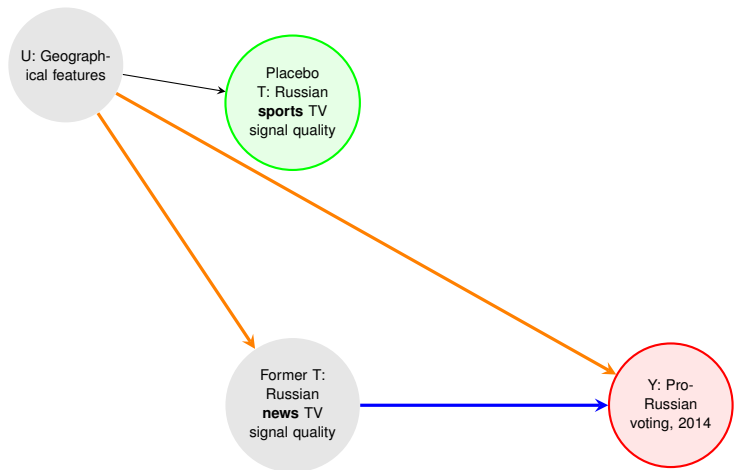 U: Geograph-
ical features
Placebo
T: Russian
sports TV
signal quality
Former T:
Russian
news TV
signal quality
Y: Pro-
Russian
voting, 2014